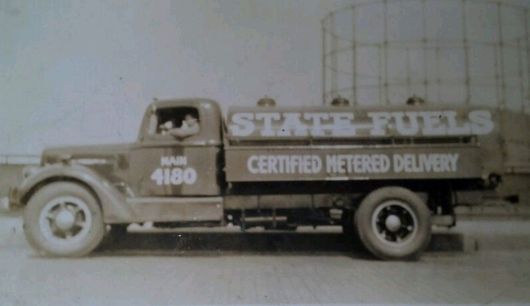 STATE FUELS
CERTIFIED METERED DELIVERY
MAIN
4180